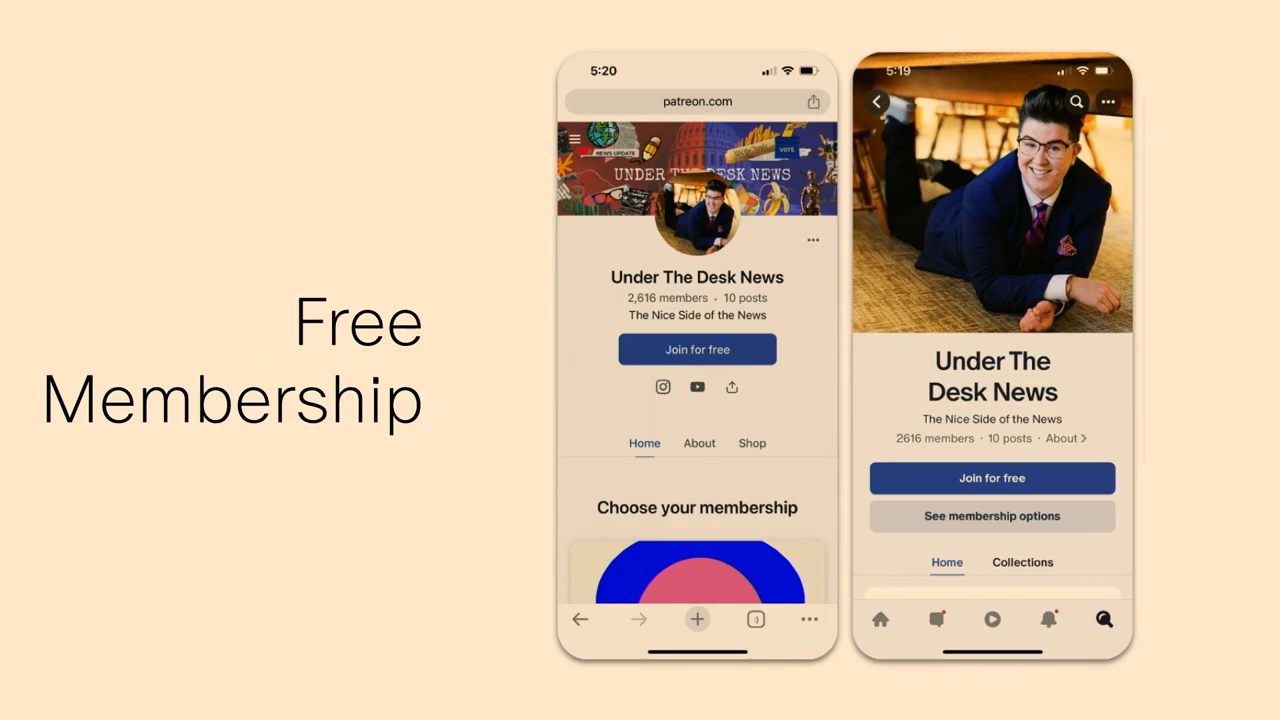 Free
Membership
5:20
patreon.com
NEWS UPDATE
VOTE
UNDER THE DESK NEWS
Under The Desk News
2,616 members · 10 posts
The Nice Side of the News
Join for free
Home About Shop
Choose your membership
:)
5:19
Under The
Desk News
The Nice Side of the News
2616 members · 10 posts · About >
Join for free
See membership options
Home Collections